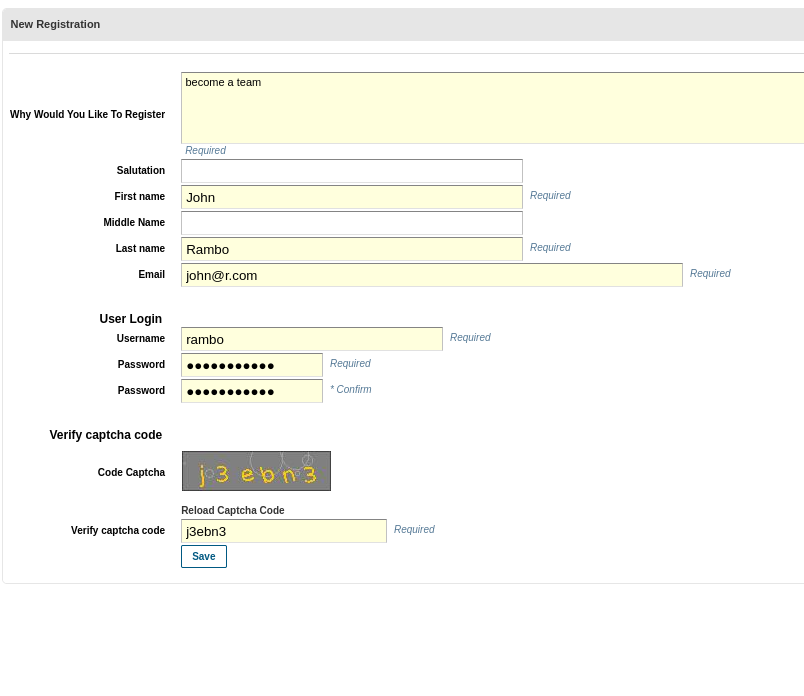 New Registration
Why Would You Like To Register
become a team
Required
Salutation
First name
John
Required
Middle Name
Last name
Rambo
Required
Email
john@r.com
Required
User Login
Username
rambo
Required
Password
●●●●●●●●●●●
Required
Password
●●●●●●●●●●●
* Confirm
Verify captcha code
Code Captcha
j3ebn3
Reload Captcha Code
Verify captcha code
j3ebn3
Required
Save